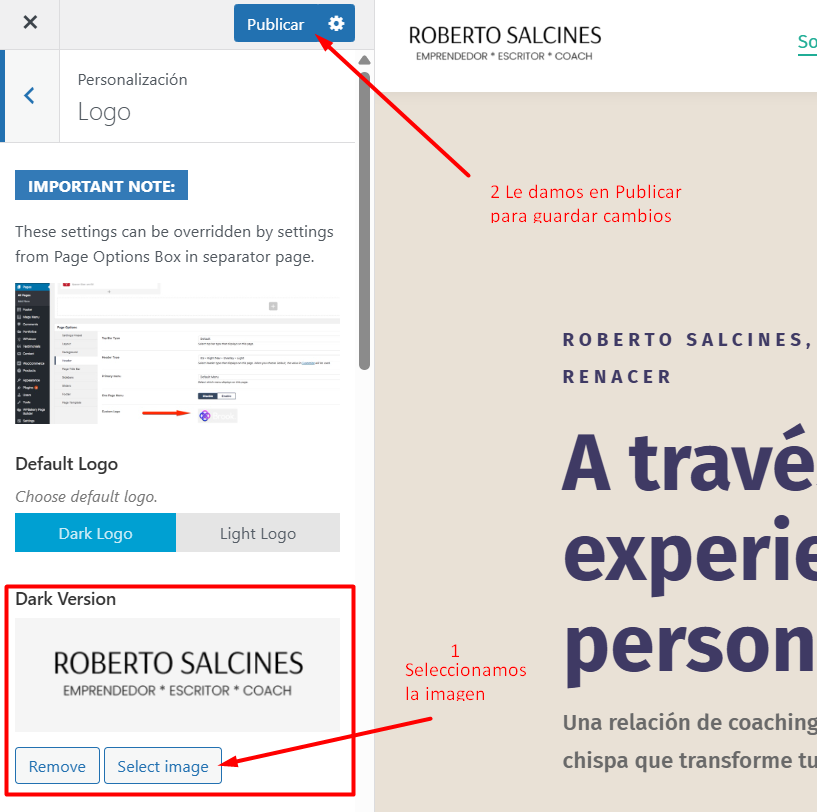 Publicar
Personalización
Logo
IMPORTANT NOTE:
These settings can be overridden by settings
from Page Options Box in separator page.
Default Logo
Choose default logo.
Dark Logo
Light Logo
Dark Version
ROBERTO SALCINES
EMPRENDEDOR * ESCRITOR * COACH
Remove
Select image
ROBERTO SALCINES
EMPRENDEDOR * ESCRITOR * COACH
So
2 Le damos en Publicar
para guardar cambios
ROBERTO SALCINES,
RENACER
A travé
experie
person
1
Seleccionamos
la imagen
Una relación de coaching
chispa que transforme tu